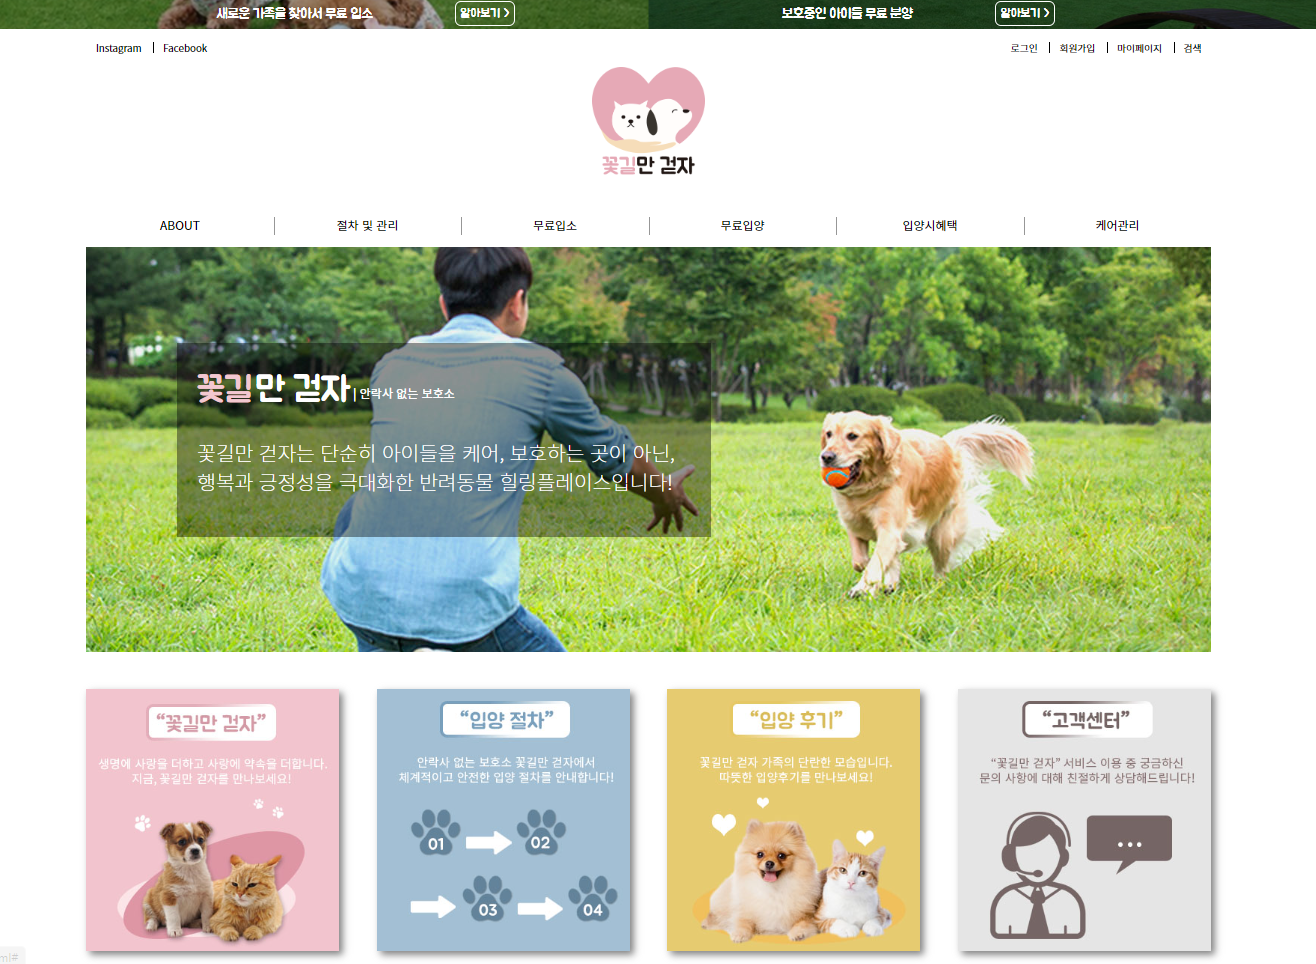 새로운 가족을 찾아서 무료 입소
알아보기 >
보호중인 아이들 무료 분양
알아보기 >
Instagram
Facebook
로그인
회원가입
마이페이지
검색
꽃길만 걷자
ABOUT
절차 및 관리
무료입소
무료입양
입양시혜택
케어관리
꽃길만 걷자 | 안락사 없는 보호소
꽃길만 걷자는 단순히 아이들을 케어, 보호하는 곳이 아닌,
행복과 긍정성을 극대화한 반려동물 힐링플레이스입니다!
“꽃길만 걷자”
생명에 사랑을 더하고 사랑에 약속을 더합니다.
지금, 꽃길만 걷자를 만나보세요!
“입양 절차”
안락사 없는 보호소 꽃길만 걷자에서
체계적이고 안전한 입양 절차를 안내합니다!
01
02
03
04
“입양 후기”
꽃길만 걷자 가족의 단란한 모습입니다.
따뜻한 입양후기를 만나보세요!
“고객센터”
“꽃길만 걷자” 서비스 이용 중 궁금하신
문의 사항에 대해 친절하게 상담해드립니다!
...